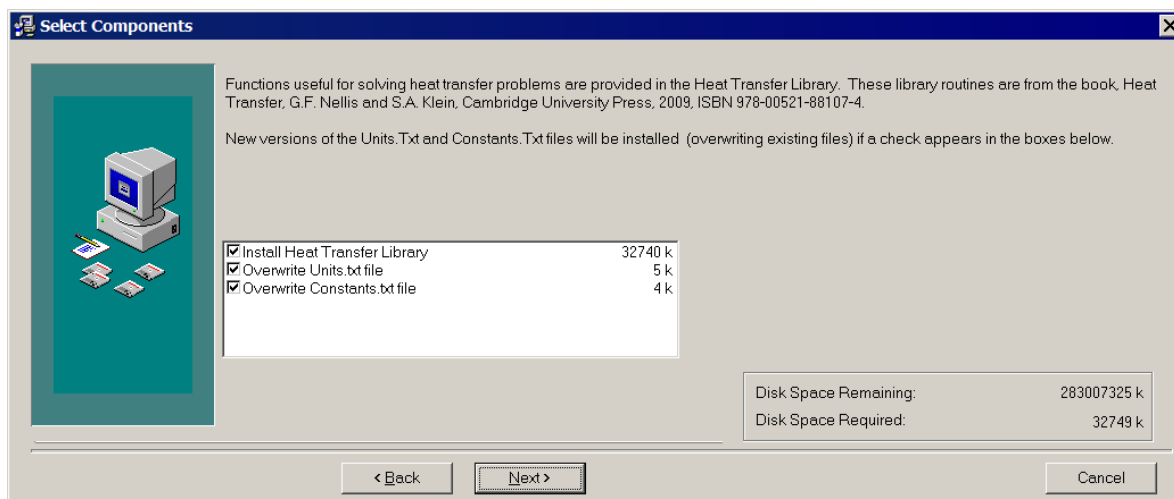 Select Components
Functions useful for solving heat transfer problems are provided in the Heat Transfer Library.  These library routines are from the book, Heat
Transfer, G.F. Nellis and S.A. Klein, Cambridge University Press, 2009, ISBN 978-00521-88107-4.
New versions of the Units.Txt and Constants.Txt files will be installed  (overwriting existing files) if a check appears in the boxes below.
Install Heat Transfer Library 32740 k
Overwrite Units.txt file 5 k
Overwrite Constants.txt file 4 k
Disk Space Remaining: 283007325 k
Disk Space Required: 32749 k
< Back Next > Cancel